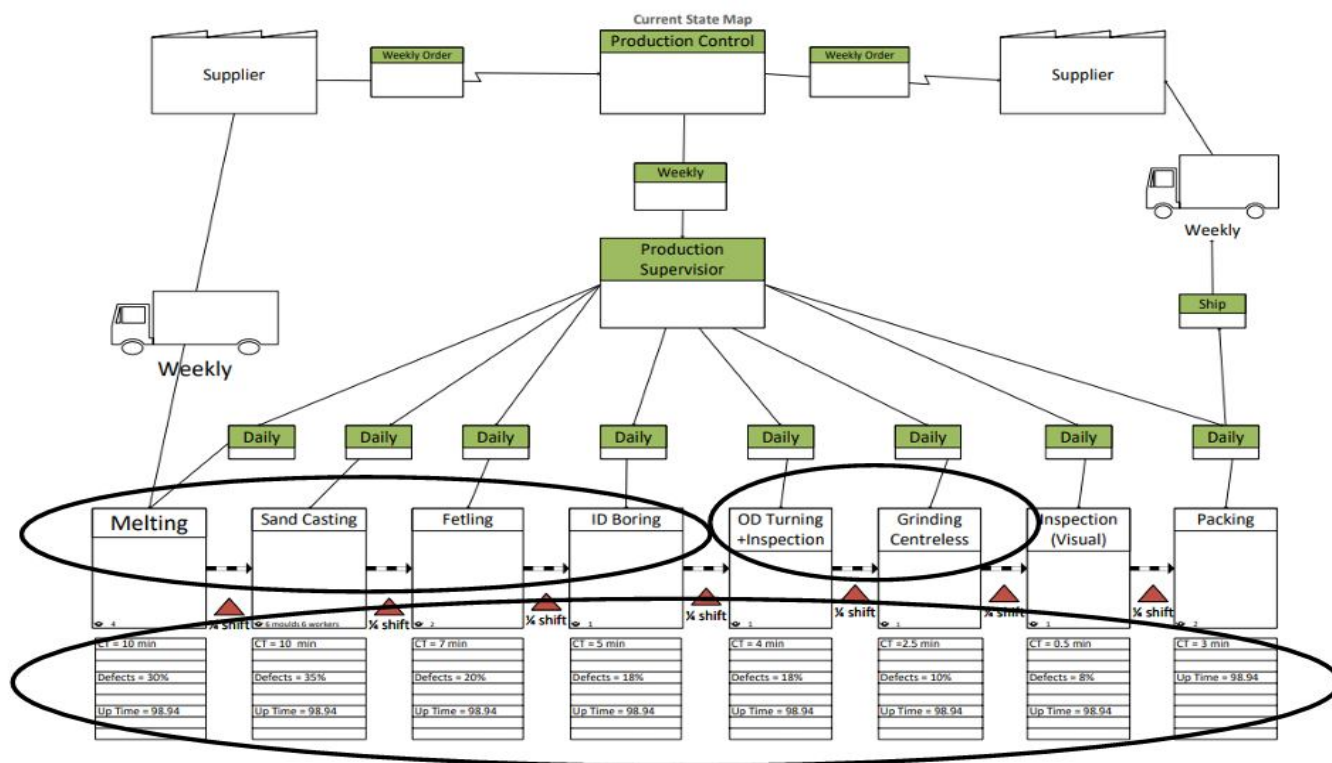 Current State Map
Production Control
Supplier
Weekly Order
Weekly Order
Supplier
Weekly
Weekly
Production
Supervisior
Ship
Weekly
Daily
Daily
Daily
Daily
Daily
Daily
Daily
Daily
Melting
Sand Casting
Fetling
ID Boring
OD Turning
+Inspection
Grinding
Centreless
Inspection
(Visual)
Packing
4
6 moulds 6 workers
2
1
1
1
1
2
¼ shift
¼ shift
¼ shift
¼ shift
¼ shift
¼ shift
¼ shift
CT = 10 min
Defects = 30%
Up Time = 98.94
CT = 10 min
Defects = 35%
Up Time = 98.94
CT = 7 min
Defects = 20%
Up Time = 98.94
CT = 5 min
Defects = 18%
Up Time = 98.94
CT = 4 min
Defects = 18%
Up Time = 98.94
CT =2.5 min
Defects = 10%
Up Time = 98.94
CT = 0.5 min
Defects = 8%
Up Time = 98.94
CT = 3 min
Up Time = 98.94